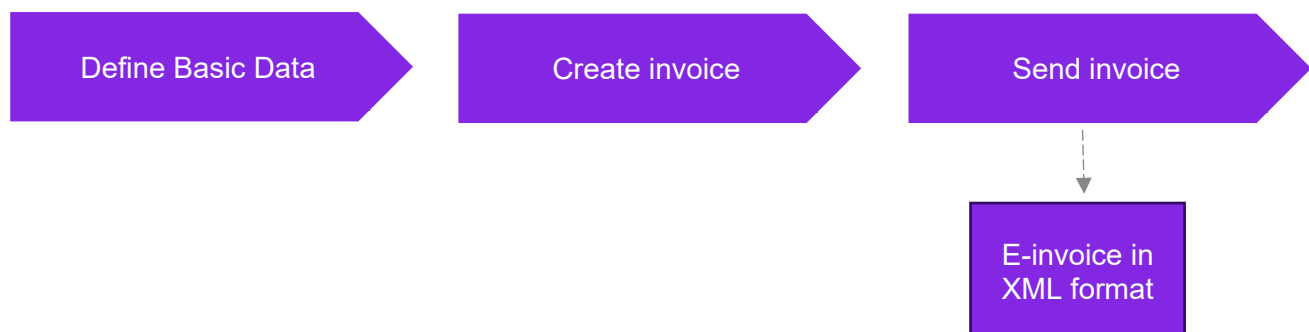 Define Basic Data
Create invoice
Send invoice
E-invoice in
XML format